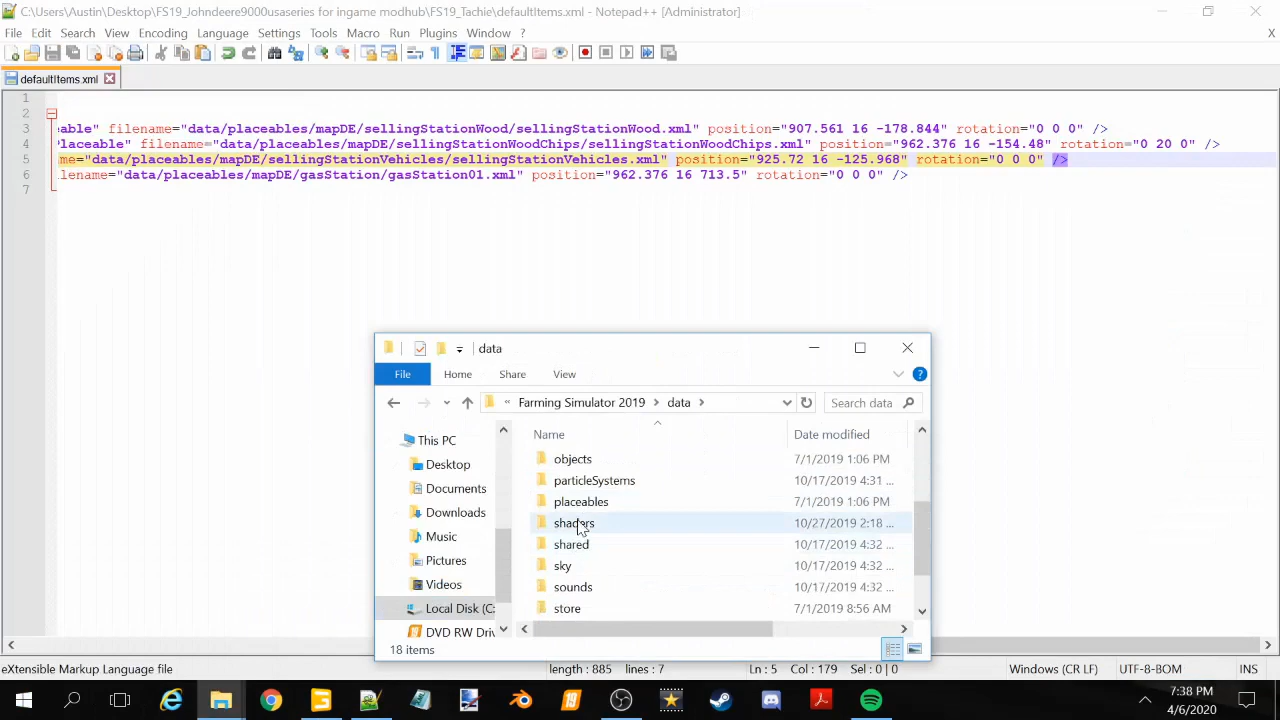 C:\Users\Austin\Desktop\FS19_Johndeere9000usaseries for ingame modhub\FS19_Tachie\defaultItems.xml - Notepad++ [Administrator]
File Edit Search View Encoding Language Settings Tools Macro Run Plugins Window ? X
defaultItems.xml
1
2
3 able" filename="data/placeables/mapDE/sellingStationWood/sellingStationWood.xml" position="907.561 16 -178.844" rotation="0 0 0" />
4 Placeable" filename="data/placeables/mapDE/sellingStationWoodChips/sellingStationWoodChips.xml" position="962.376 16 -154.48" rotation="0 20 0" />
5 me="data/placeables/mapDE/sellingStationVehicles/sellingStationVehicles.xml" position="925.72 16 -125.968" rotation="0 0 0" />
6 ilename="data/placeables/mapDE/gasStation/gasStation01.xml" position="962.376 16 713.5" rotation="0 0 0" />
7
data
File Home Share View
« Farming Simulator 2019 > data > Search data
Name Date modified
This PC
Desktop
Documents
Downloads
Music
Pictures
Videos
Local Disk (C:
DVD RW Driv
objects 7/1/2019 1:06 PM
particleSystems 10/17/2019 4:31 ...
placeables 7/1/2019 1:06 PM
shaders 10/27/2019 2:18 ...
shared 10/17/2019 4:32 ...
sky 10/17/2019 4:32 ...
sounds 10/17/2019 4:32 ...
store 7/1/2019 8:56 AM
18 items
eXtensible Markup Language file length : 885 lines : 7 Ln : 5 Col : 179 Sel : 0 | 0 Windows (CR LF) UTF-8-BOM INS
7:38 PM
4/6/2020